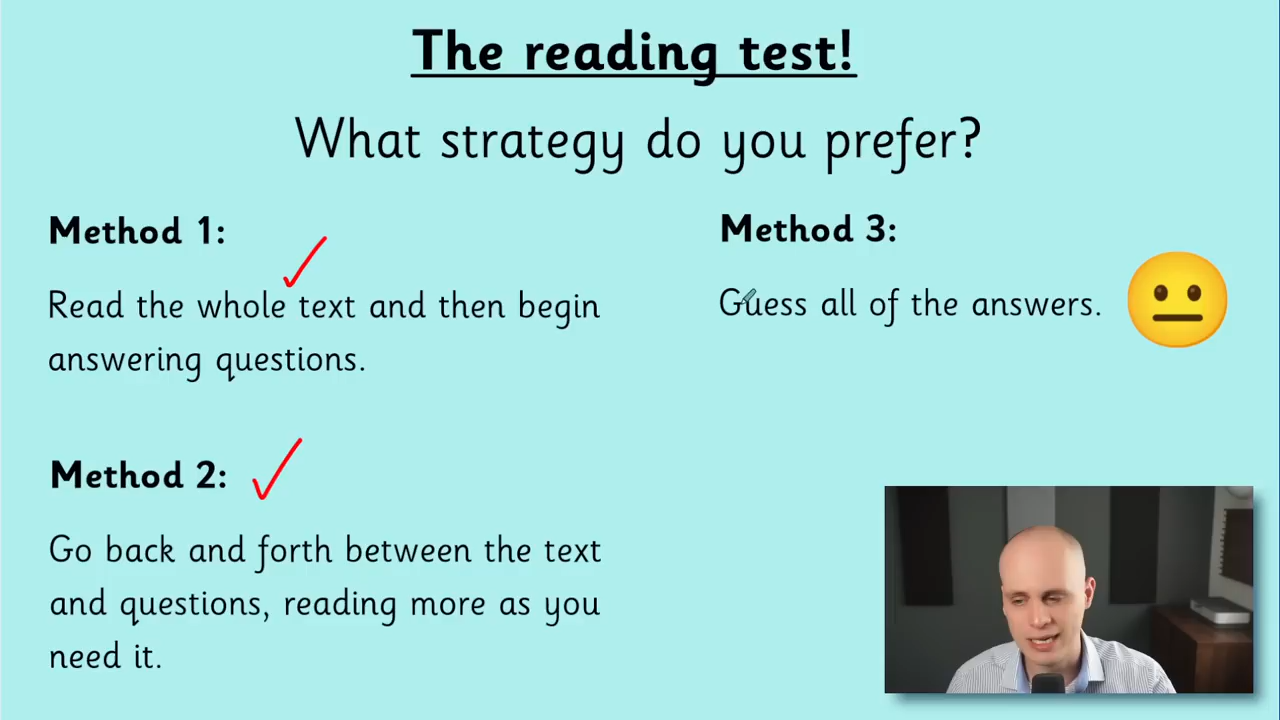 The reading test!
What strategy do you prefer?
Method 1:
Read the whole text and then begin
answering questions.
Method 2:
Go back and forth between the text
and questions, reading more as you
need it.
Method 3:
Guess all of the answers.